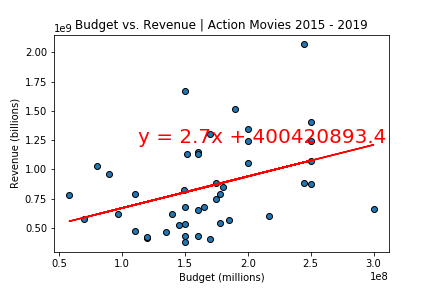 Budget vs. Revenue | Action Movies 2015 - 2019
1e9
2.00
1.75
1.50
1.25
1.00
0.75
0.50
Revenue (billions)
y = 2.7x + 400420893.4
0.5 1.0 1.5 2.0 2.5 3.0
1e8
Budget (millions)